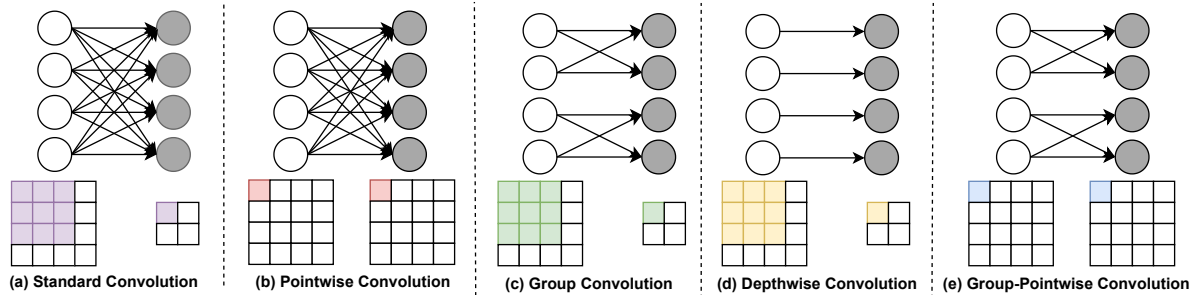 (a) Standard Convolution
(b) Pointwise Convolution
(c) Group Convolution
(d) Depthwise Convolution
(e) Group-Pointwise Convolution